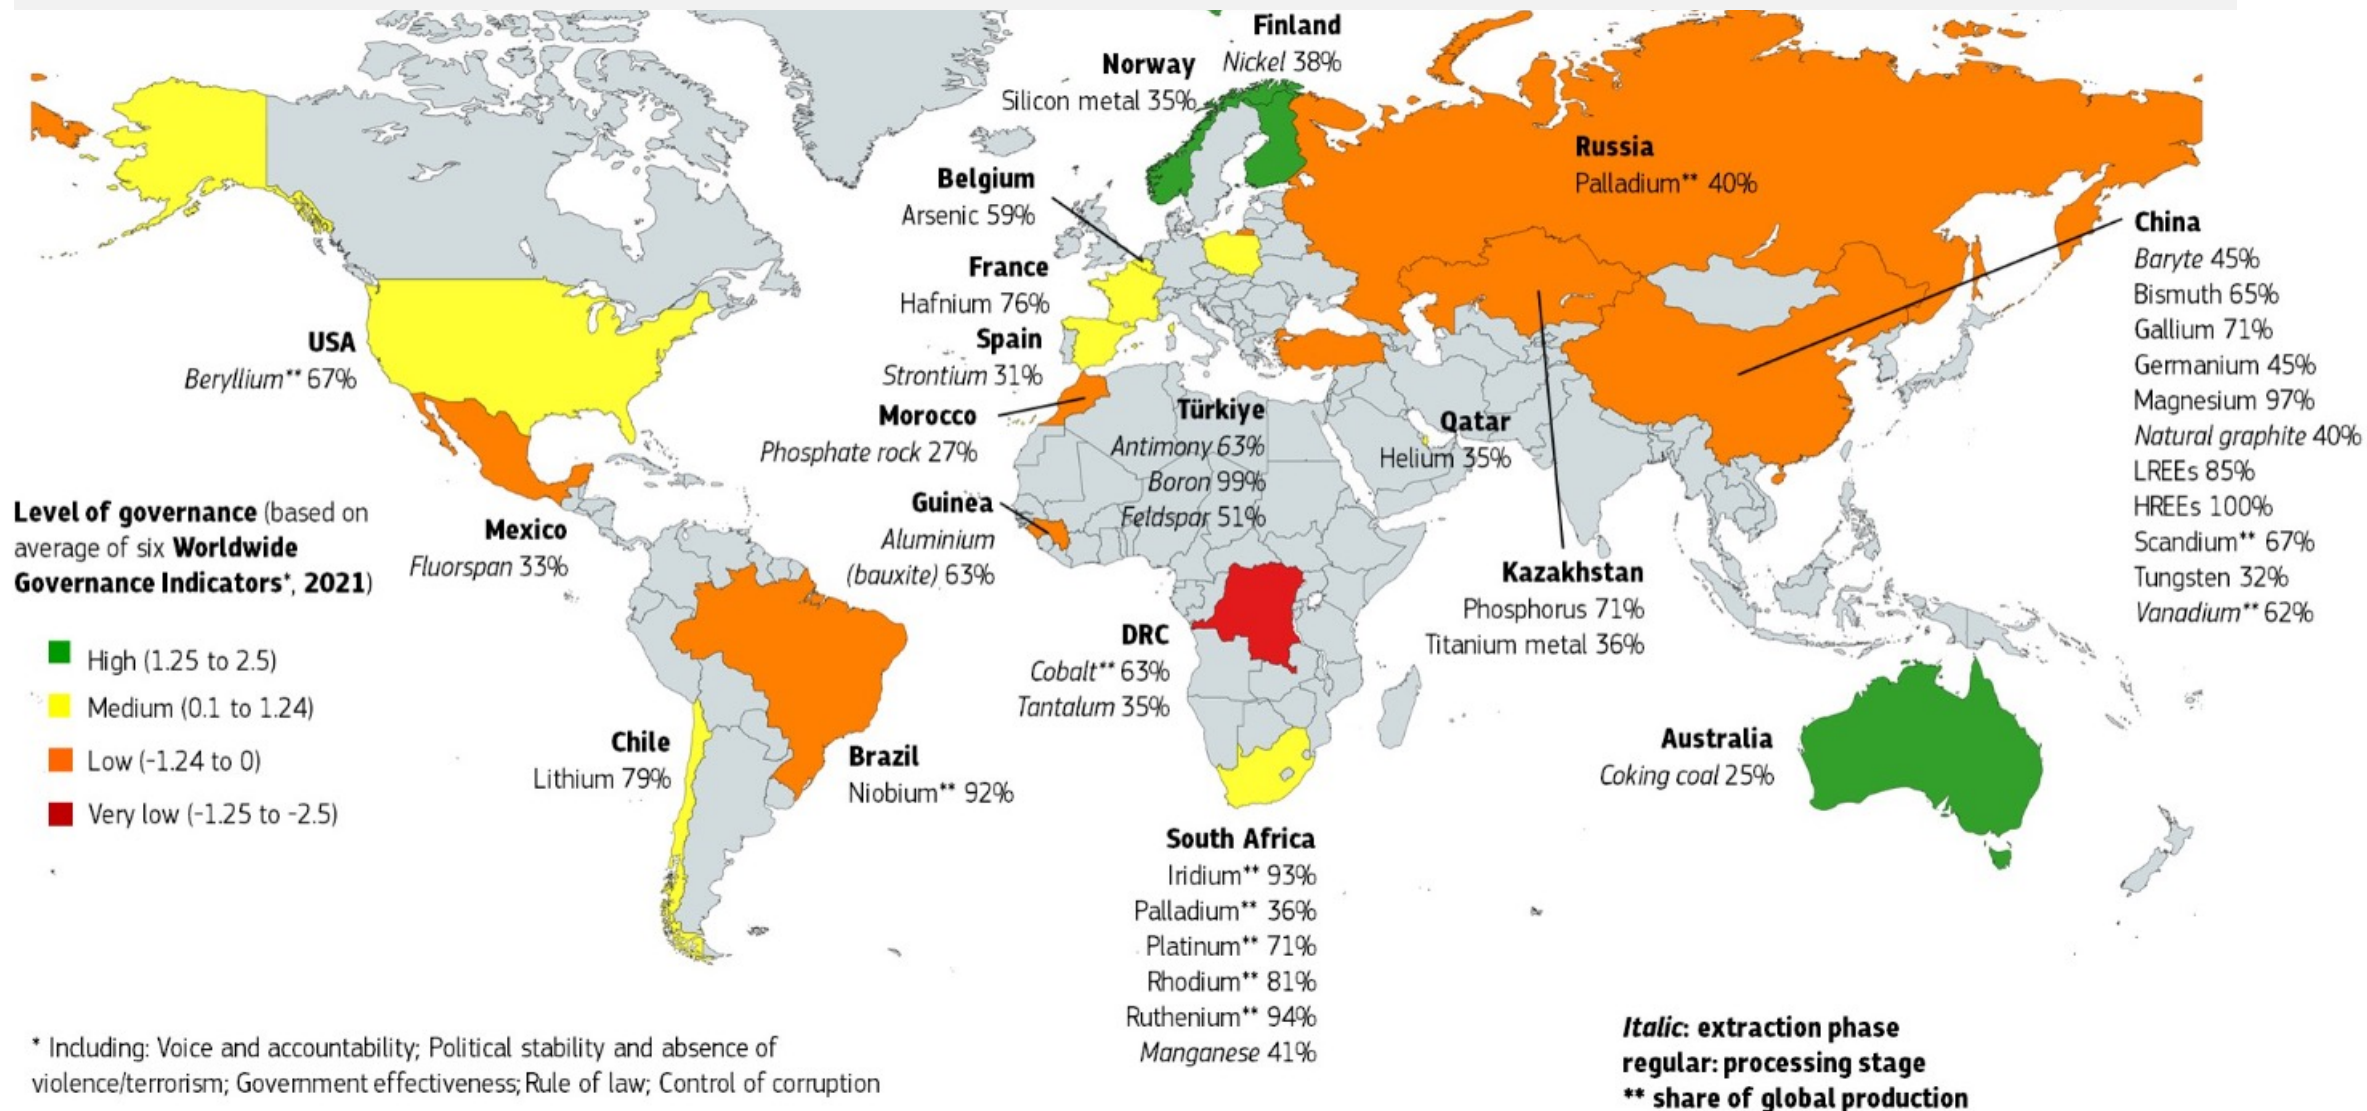 Finland
Nickel 38%
Norway
Silicon metal 35%
Russia
Palladium** 40%
Belgium
Arsenic 59%
France
Hafnium 76%
Spain
Strontium 31%
USA
Beryllium** 67%
Morocco
Phosphate rock 27%
Türkiye
Antimony 63%
Boron 99%
Feldspar 51%
Qatar
Helium 35%
China
Baryte 45%
Bismuth 65%
Gallium 71%
Germanium 45%
Magnesium 97%
Natural graphite 40%
LREEs 85%
HREEs 100%
Scandium** 67%
Tungsten 32%
Vanadium** 62%
Guinea
Aluminium
(bauxite) 63%
Mexico
Fluorspan 33%
Level of governance (based on
average of six Worldwide
Governance Indicators*, 2021)
High (1.25 to 2.5)
Medium (0.1 to 1.24)
Low (-1.24 to 0)
Very low (-1.25 to -2.5)
Kazakhstan
Phosphorus 71%
Titanium metal 36%
DRC
Cobalt** 63%
Tantalum 35%
Chile
Lithium 79%
Brazil
Niobium** 92%
Australia
Coking coal 25%
South Africa
Iridium** 93%
Palladium** 36%
Platinum** 71%
Rhodium** 81%
Ruthenium** 94%
Manganese 41%
* Including: Voice and accountability; Political stability and absence of
violence/terrorism; Government effectiveness; Rule of law; Control of corruption
Italic: extraction phase
regular: processing stage
** share of global production